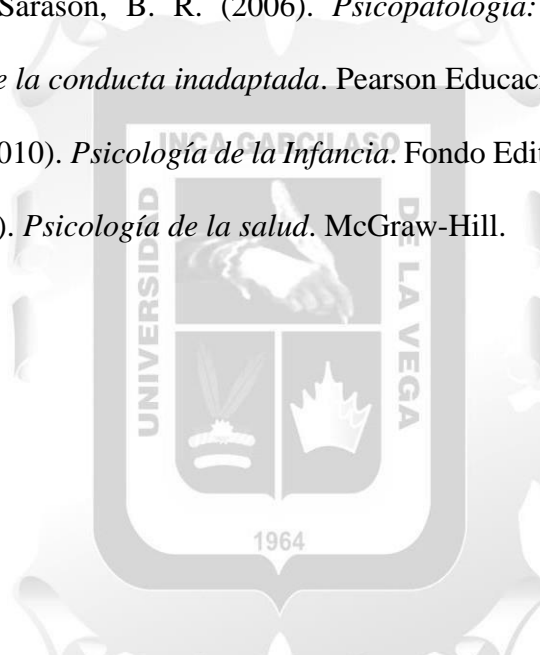 Sarason, B. R. (2006). Psicopatología:
e la conducta inadaptada. Pearson Educac
010). Psicología de la Infancia. Fondo Edit
). Psicología de la salud. McGraw-Hill.
UNIVERSIDAD
INCA GARCILASO
DE LA VEGA
1964